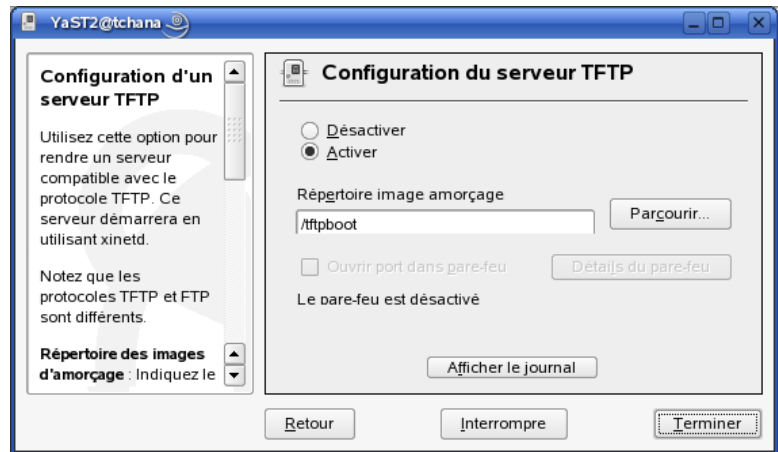 YaST2@tchana
Configuration d'un
serveur TFTP
Utilisez cette option pour
rendre un serveur
compatible avec le
protocole TFTP. Ce
serveur démarrera en
utilisant xinetd.
Notez que les
protocoles TFTP et FTP
sont différents.
Répertoire des images
d'amorçage : Indiquez le
Configuration du serveur TFTP
Désactiver
Activer
Répertoire image amorçage
/tftpboot
Parcourir...
Ouvrir port dans pare-feu
Détails du pare-feu
Le pare-feu est désactivé
Afficher le journal
Retour
Interrompre
Terminer